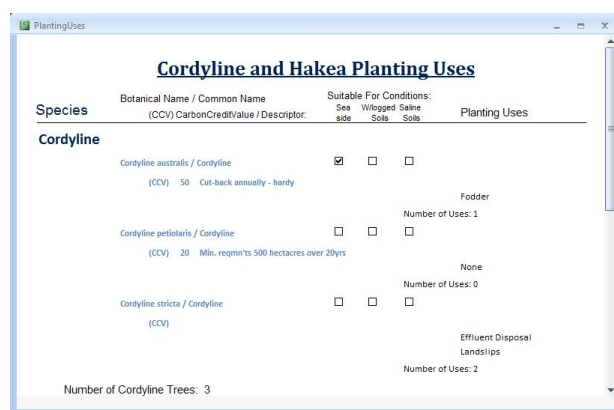 PlantingUses
Cordyline and Hakea Planting Uses
Botanical Name / Common Name Suitable For Conditions:
Species (CCV) CarbonCreditValue / Descriptor: Sea side W/logged Soils Saline Soils Planting Uses
Cordyline
Cordyline australis / Cordyline
(CCV) 50 Cut-back annually - hardy
Fodder
Number of Uses: 1
Cordyline petiolaris / Cordyline
(CCV) 20 Min. reqmn'ts 500 hectacres over 20yrs
None
Number of Uses: 0
Cordyline stricta / Cordyline
(CCV)
Effluent Disposal
Landslips
Number of Uses: 2
Number of Cordyline Trees: 3